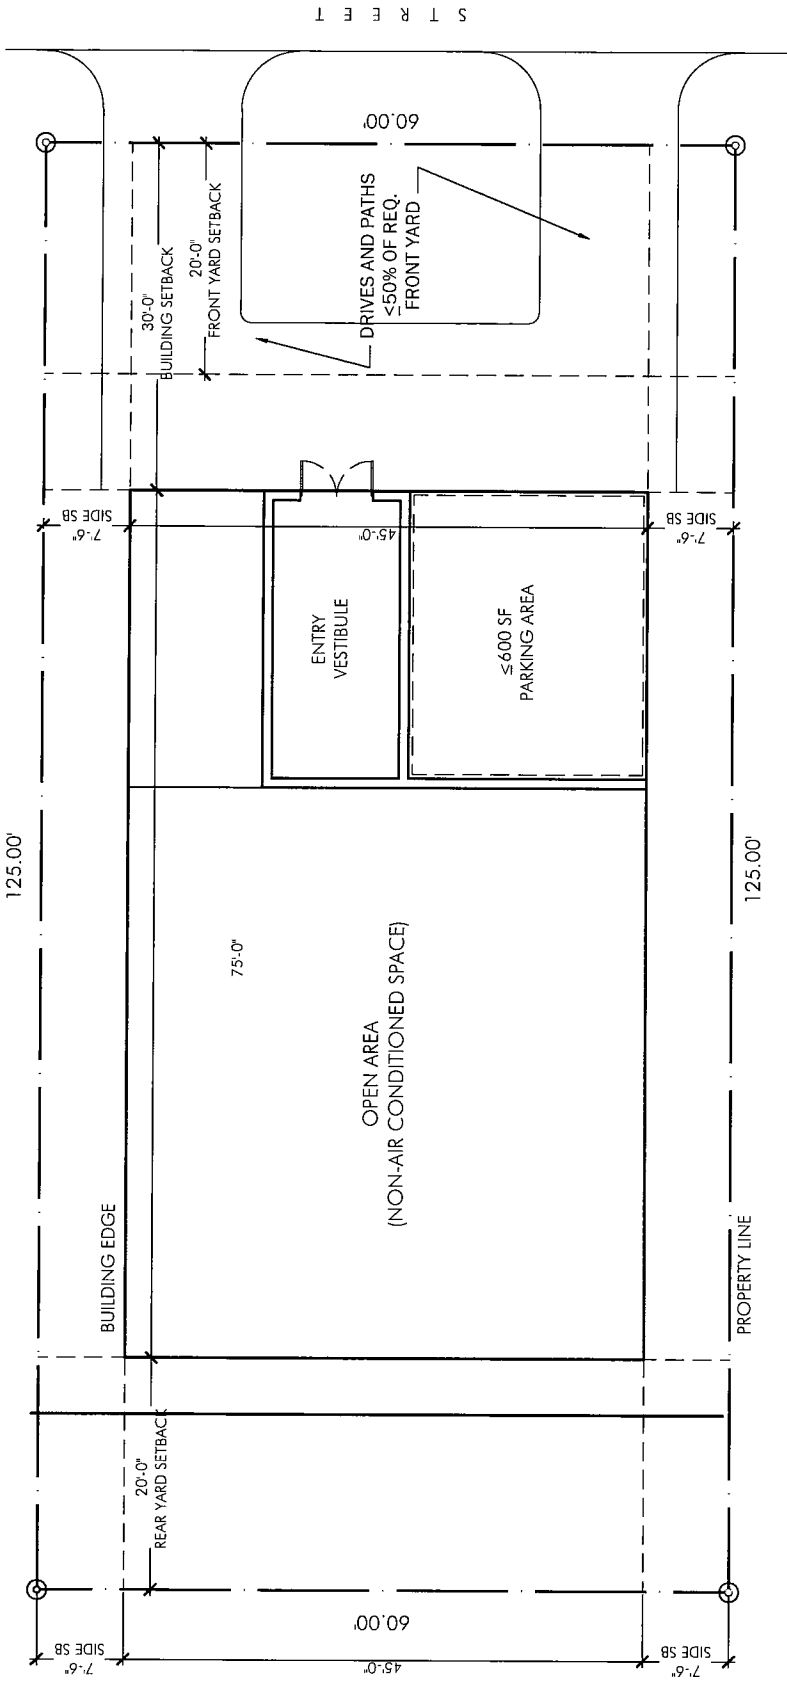 STREET
60.00'
30'-0"
BUILDING SETBACK
20'-0"
FRONT YARD SETBACK
DRIVES AND PATHS
≤50% OF REQ.
FRONT YARD
7'-6"
SIDE SB
45'-0"
7'-6"
SIDE SB
ENTRY
VESTIBULE
≤600 SF
PARKING AREA
125.00'
125.00'
75'-0"
OPEN AREA
(NON-AIR CONDITIONED SPACE)
BUILDING EDGE
PROPERTY LINE
20'-0"
REAR YARD SETBACK
60.00'
7'-6"
SIDE SB
45'-0"
7'-6"
SIDE SB